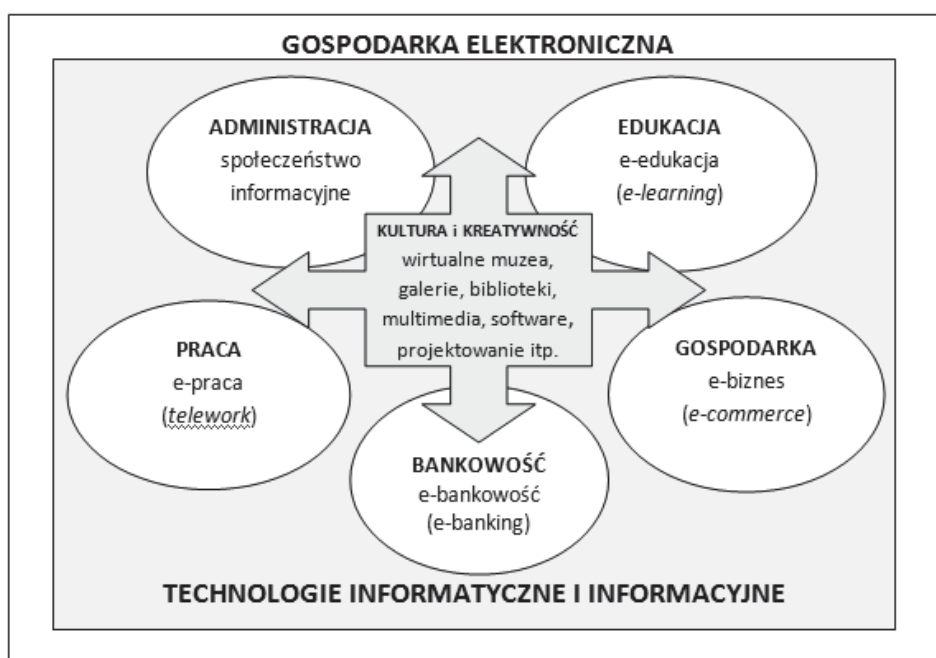 GOSPODARKA ELEKTRONICZNA
ADMINISTRACJA
społeczeństwo
informacyjne
EDUKACJA
e-edukacja
(e-learning)
KULTURA i KREATYWNOŚĆ
wirtualne muzea,
galerie, biblioteki,
multimedia, software,
projektowanie itp.
PRACA
e-praca
(telework)
GOSPODARKA
e-biznes
(e-commerce)
BANKOWOŚĆ
e-bankowość
(e-banking)
TECHNOLOGIE INFORMATYCZNE I INFORMACYJNE